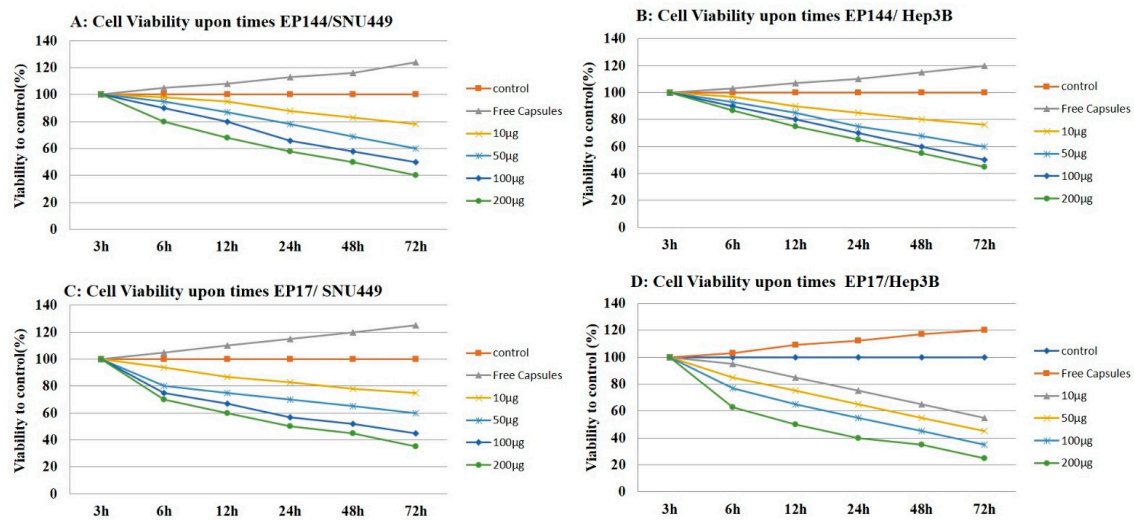 A: Cell Viability upon times EP144/SNU449
Viability to control(%)
140
120
100
80
60
40
20
0
3h 6h 12h 24h 48h 72h
control
Free Capsules
10µg
50µg
100µg
200µg
B: Cell Viability upon times EP144/ Hep3B
Viability to control(%)
140
120
100
80
60
40
20
0
3h 6h 12h 24h 48h 72h
control
Free Capsules
10µg
50µg
100µg
200µg
C: Cell Viability upon times EP17/ SNU449
Viability to control(%)
140
120
100
80
60
40
20
0
3h 6h 12h 24h 48h 72h
control
Free Capsules
10µg
50µg
100µg
200µg
D: Cell Viability upon times EP17/Hep3B
Viability to control (%)
140
120
100
80
60
40
20
0
3h 6h 12h 24h 48h 72h
control
Free Capsules
10µg
50µg
100µg
200µg